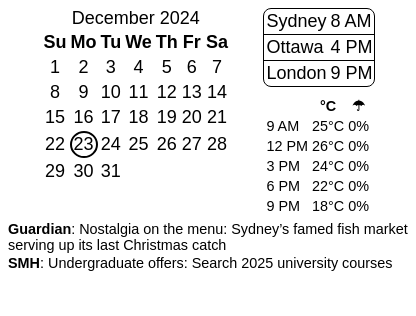 December 2024
Su Mo Tu We Th Fr Sa
1 2 3 4 5 6 7
8 9 10 11 12 13 14
15 16 17 18 19 20 21
22 23 24 25 26 27 28
29 30 31
Sydney 8 AM
Ottawa 4 PM
London 9 PM
°C ☂
9 AM 25°C 0%
12 PM 26°C 0%
3 PM 24°C 0%
6 PM 22°C 0%
9 PM 18°C 0%
Guardian: Nostalgia on the menu: Sydney’s famed fish market
serving up its last Christmas catch
SMH: Undergraduate offers: Search 2025 university courses